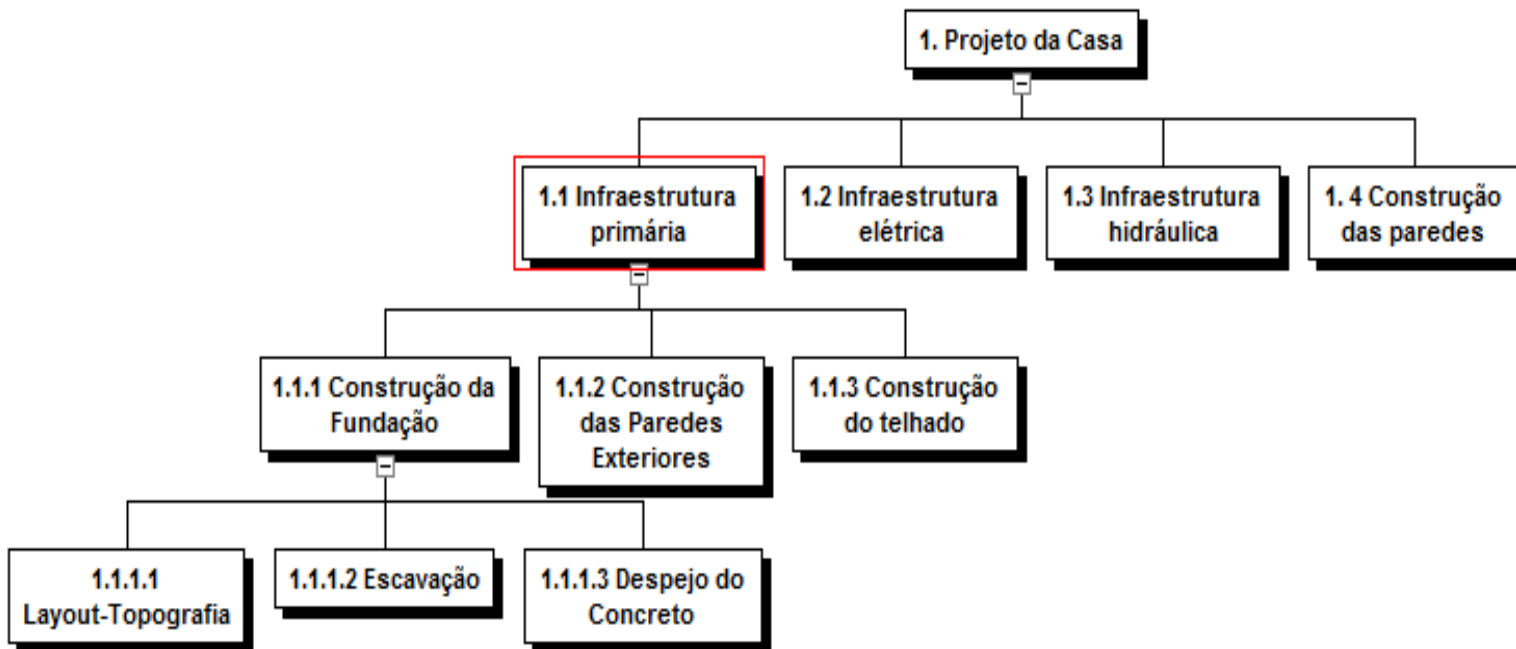 1. Projeto da Casa
1.1 Infraestrutura
primária
1.2 Infraestrutura
elétrica
1.3 Infraestrutura
hidráulica
1. 4 Construção
das paredes
1.1.1 Construção da
Fundação
1.1.2 Construção
das Paredes
Exteriores
1.1.3 Construção
do telhado
1.1.1.1
Layout-Topografia
1.1.1.2 Escavação
1.1.1.3 Despejo do
Concreto